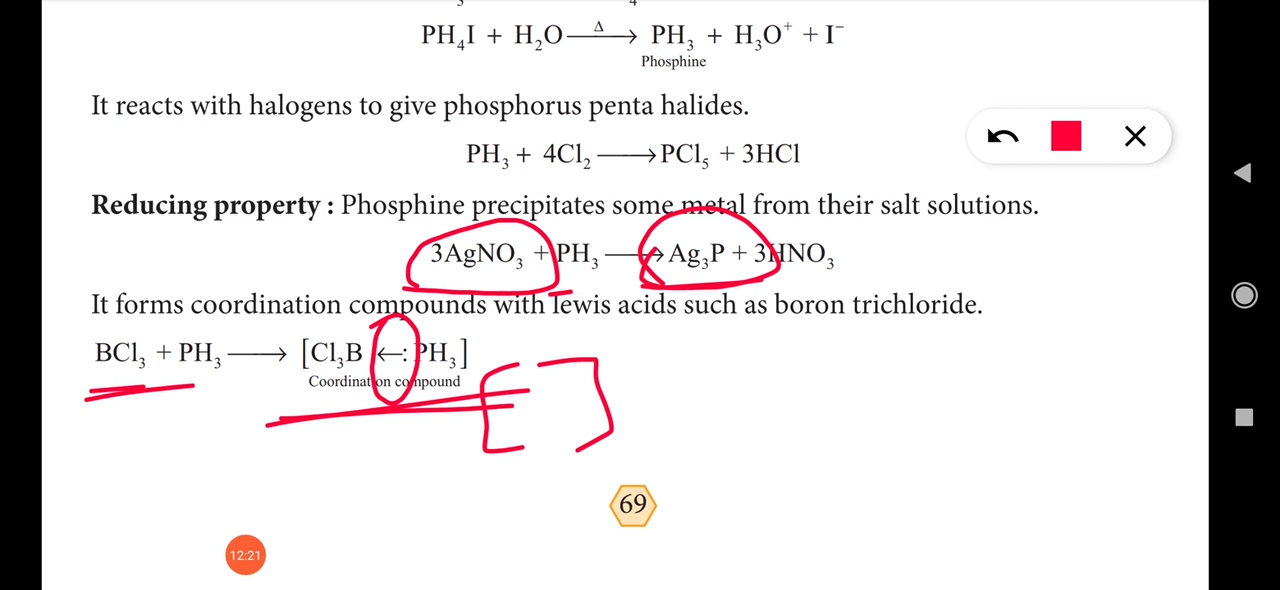 PH₄I + H₂O —Δ→ PH₃ + H₃O⁺ + I⁻
Phosphine
It reacts with halogens to give phosphorus penta halides.
PH₃ + 4Cl₂ ⟶ PCl₅ + 3HCl
Reducing property : Phosphine precipitates some metal from their salt solutions.
3AgNO₃ + PH₃ ⟶ Ag₃P + 3HNO₃
It forms coordination compounds with lewis acids such as boron trichloride.
BCl₃ + PH₃ ⟶ [Cl₃B ←: PH₃]
Coordination compound
69
12:21